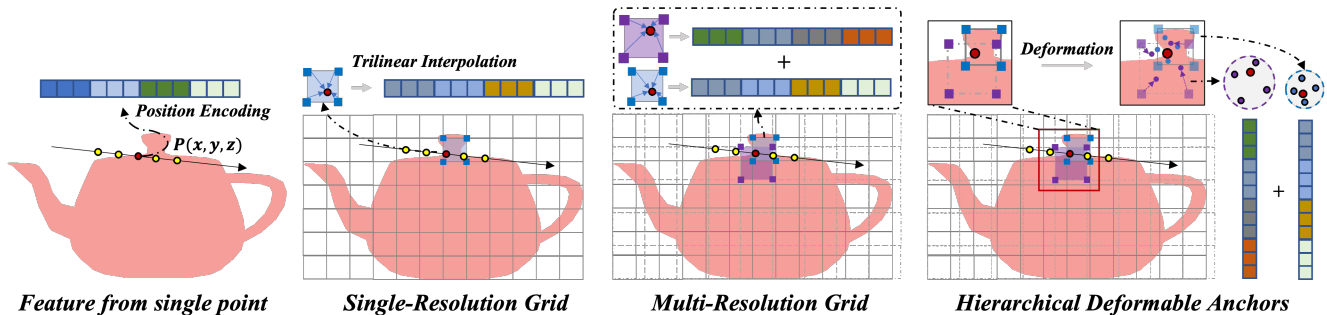 Position Encoding
P(x, y, z)
Feature from single point
Trilinear Interpolation
Single-Resolution Grid
+
Multi-Resolution Grid
Deformation
+
Hierarchical Deformable Anchors